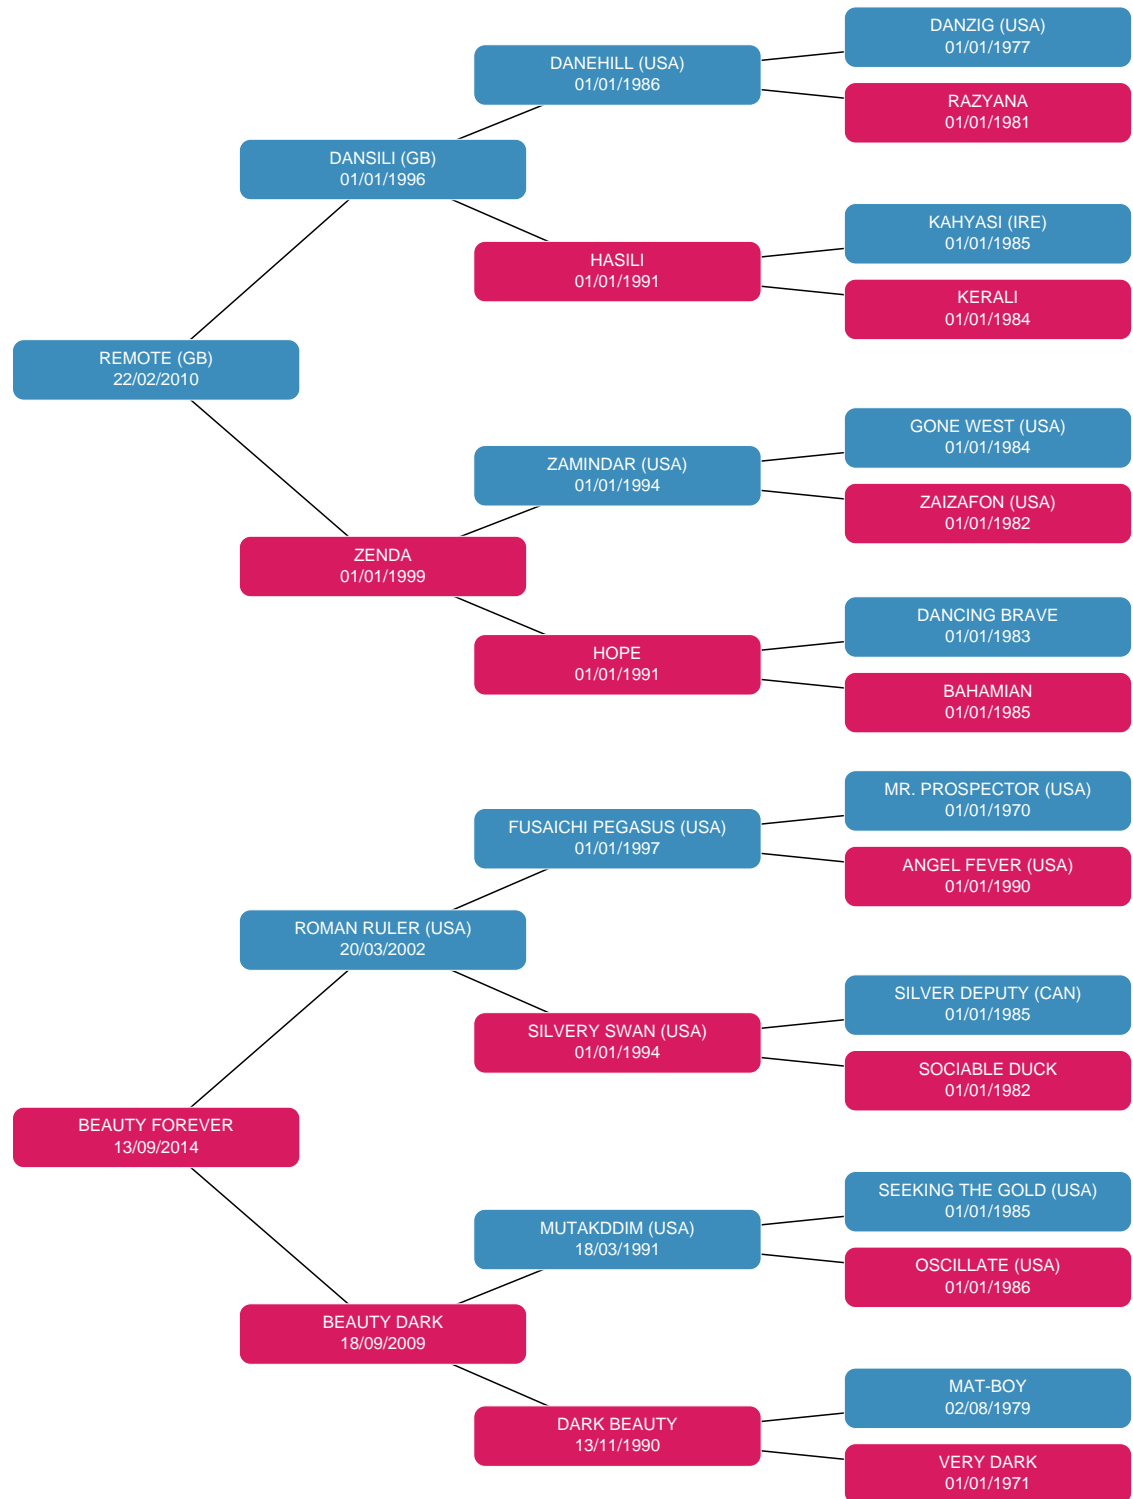 DANZIG (USA)
01/01/1977
DANEHILL (USA)
01/01/1986
RAZYANA
01/01/1981
DANSILI (GB)
01/01/1996
KAHYASI (IRE)
01/01/1985
HASILI
01/01/1991
KERALI
01/01/1984
REMOTE (GB)
22/02/2010
GONE WEST (USA)
01/01/1984
ZAMINDAR (USA)
01/01/1994
ZAIZAFON (USA)
01/01/1982
ZENDA
01/01/1999
DANCING BRAVE
01/01/1983
HOPE
01/01/1991
BAHAMIAN
01/01/1985
MR. PROSPECTOR (USA)
01/01/1970
FUSAICHI PEGASUS (USA)
01/01/1997
ANGEL FEVER (USA)
01/01/1990
ROMAN RULER (USA)
20/03/2002
SILVER DEPUTY (CAN)
01/01/1985
SILVERY SWAN (USA)
01/01/1994
SOCIABLE DUCK
01/01/1982
BEAUTY FOREVER
13/09/2014
SEEKING THE GOLD (USA)
01/01/1985
MUTAKDDIM (USA)
18/03/1991
OSCILLATE (USA)
01/01/1986
BEAUTY DARK
18/09/2009
MAT-BOY
02/08/1979
DARK BEAUTY
13/11/1990
VERY DARK
01/01/1971